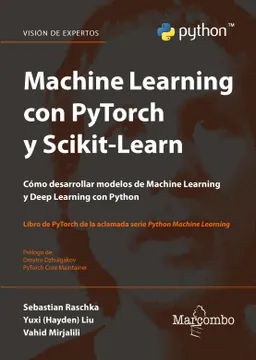 VISIÓN DE EXPERTOS
python™
Machine Learning
con PyTorch
y Scikit-Learn
Cómo desarrollar modelos de Machine Learning
y Deep Learning con Python
Libro de PyTorch de la aclamada serie Python Machine Learning
Prólogo de:
Dmytro Dzhulgakov
PyTorch Core Maintainer
Sebastian Raschka
Yuxi (Hayden) Liu
Vahid Mirjalili
Marcombo